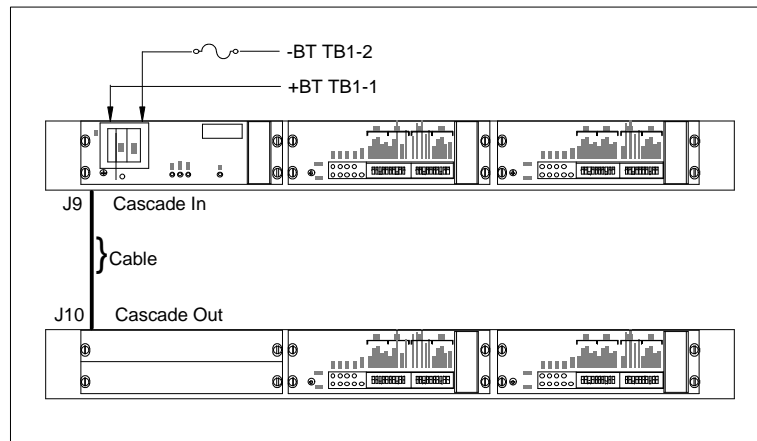 -BT TB1-2
+BT TB1-1
J9 Cascade In
Cable
J10 Cascade Out